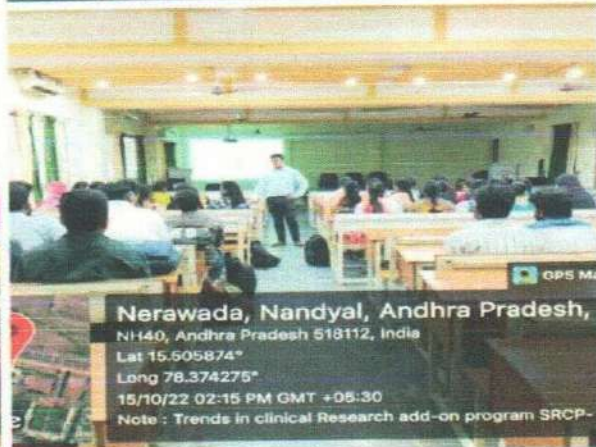 GPS Ma
Nerawada, Nandyal, Andhra Pradesh,
NH40, Andhra Pradesh 518112, India
Lat 15.505874°
Long 78.374275°
15/10/22 02:15 PM GMT +05:30
Note : Trends in clinical Research add-on program SRCP-